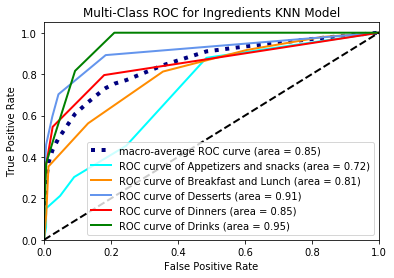 Multi-Class ROC for Ingredients KNN Model
1.0
0.8
0.6
0.4
0.2
0.0
True Positive Rate
macro-average ROC curve (area = 0.85)
ROC curve of Appetizers and snacks (area = 0.72)
ROC curve of Breakfast and Lunch (area = 0.81)
ROC curve of Desserts (area = 0.91)
ROC curve of Dinners (area = 0.85)
ROC curve of Drinks (area = 0.95)
0.0 0.2 0.4 0.6 0.8 1.0
False Positive Rate